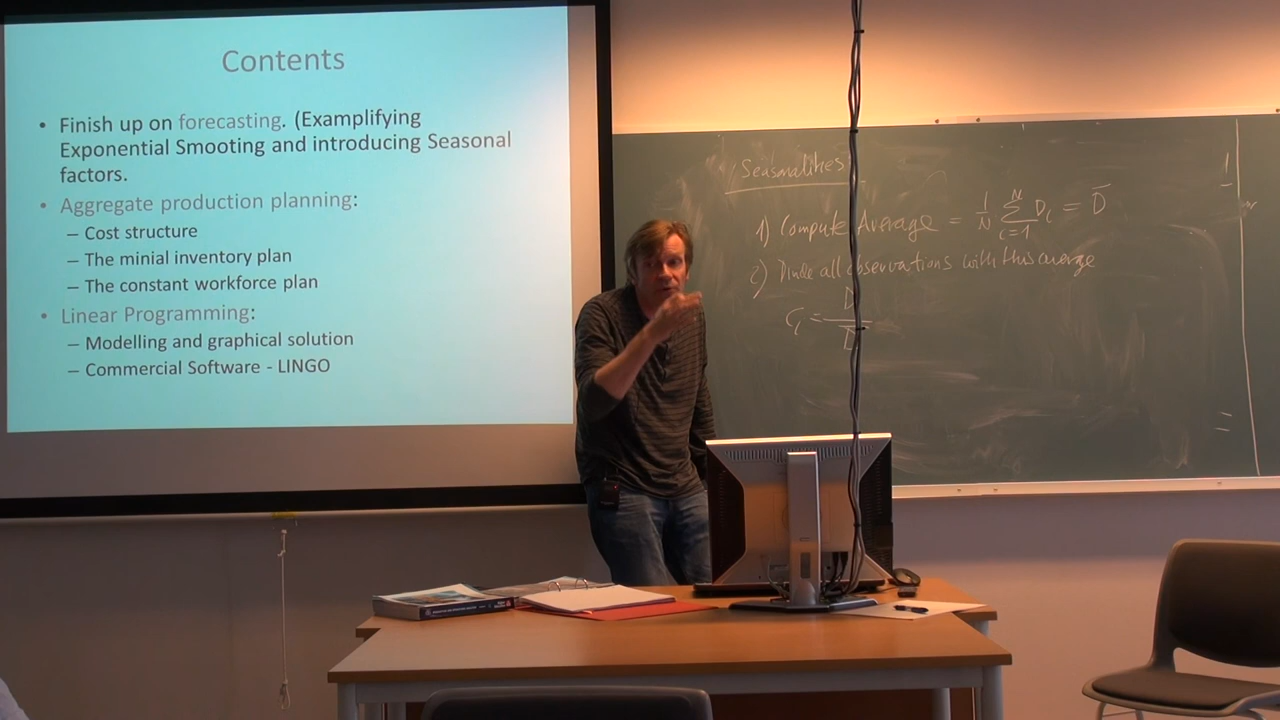 Contents
• Finish up on forecasting. (Examplifying
Exponential Smooting and introducing Seasonal
factors.
• Aggregate production planning:
– Cost structure
– The minial inventory plan
– The constant workforce plan
• Linear Programming:
– Modelling and graphical solution
– Commercial Software - LINGO
Seasonalities
1) Compute Average = 1/N ∑_{i=1}^{N} D_i = D̄
2) Divide all observations with this average